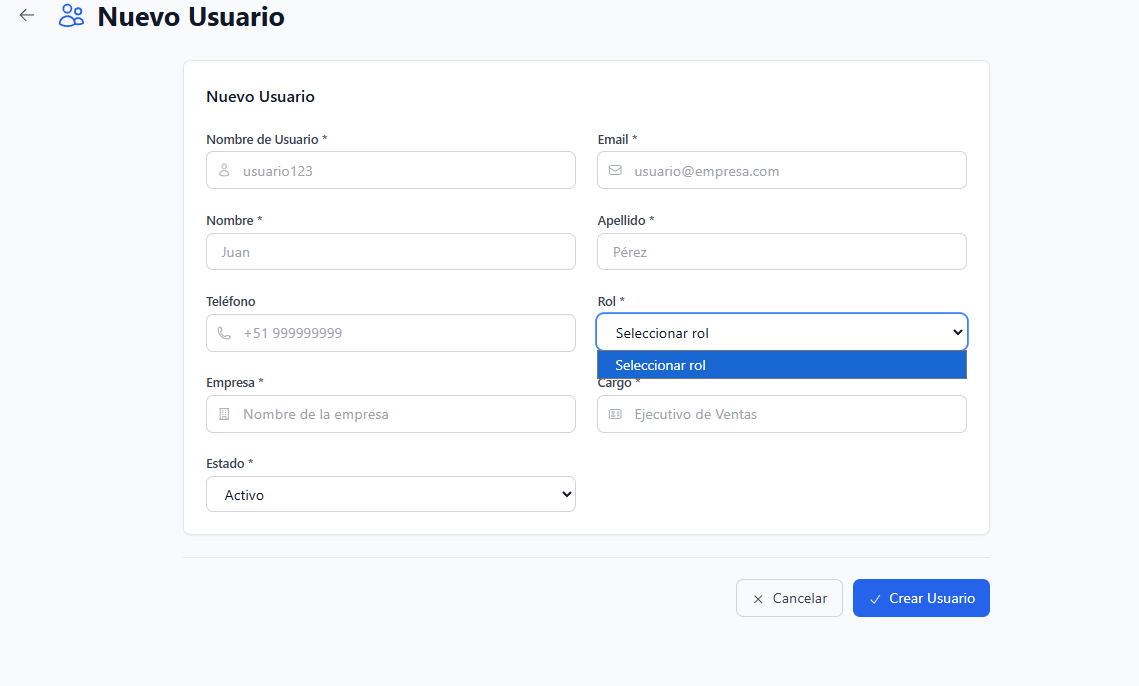 Nuevo Usuario
Nuevo Usuario
Nombre de Usuario *
Email *
usuario123
usuario@empresa.com
Nombre *
Apellido *
Juan
Pérez
Teléfono
Rol *
+51 999999999
Seleccionar rol
Seleccionar rol
Empresa *
Cargo *
Nombre de la empresa
Ejecutivo de Ventas
Estado *
Activo
Cancelar
Crear Usuario